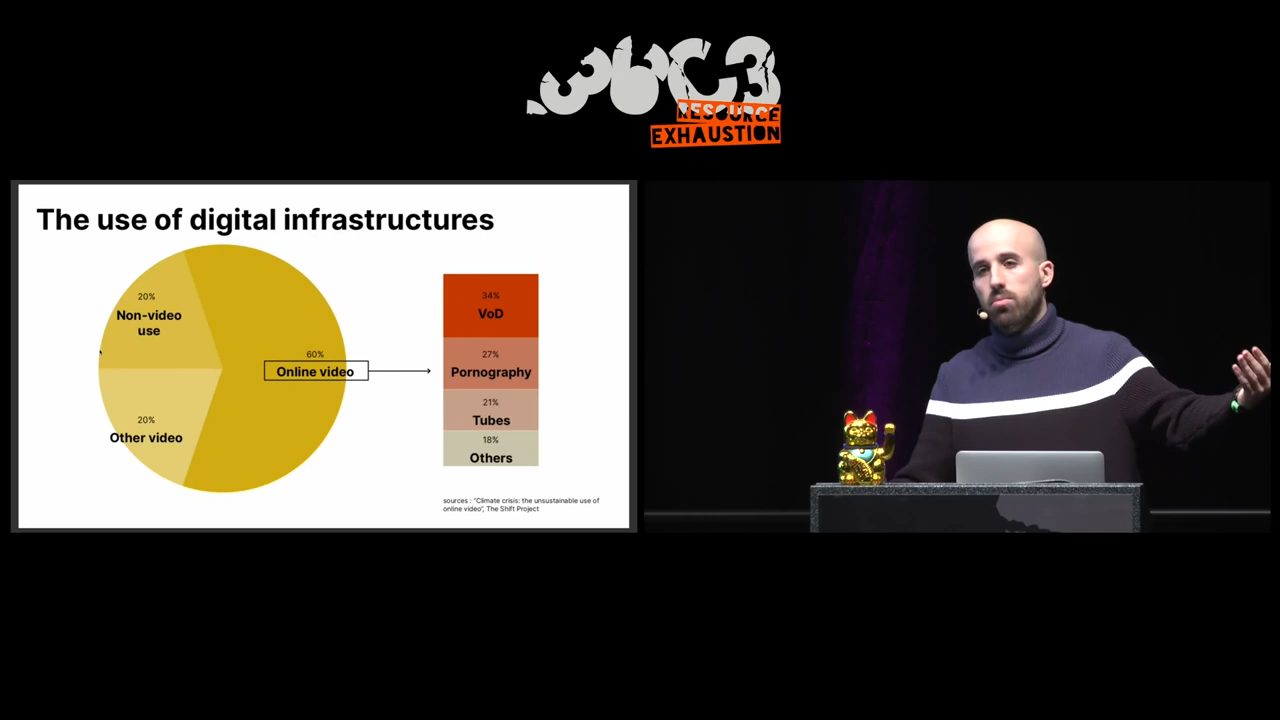 36C3
RESOURCE
EXHAUSTION
The use of digital infrastructures
20%
Non-video
use
60%
Online video
20%
Other video
34%
VoD
27%
Pornography
21%
Tubes
18%
Others
sources : "Climate crisis: the unsustainable use of
online video", The Shift Project